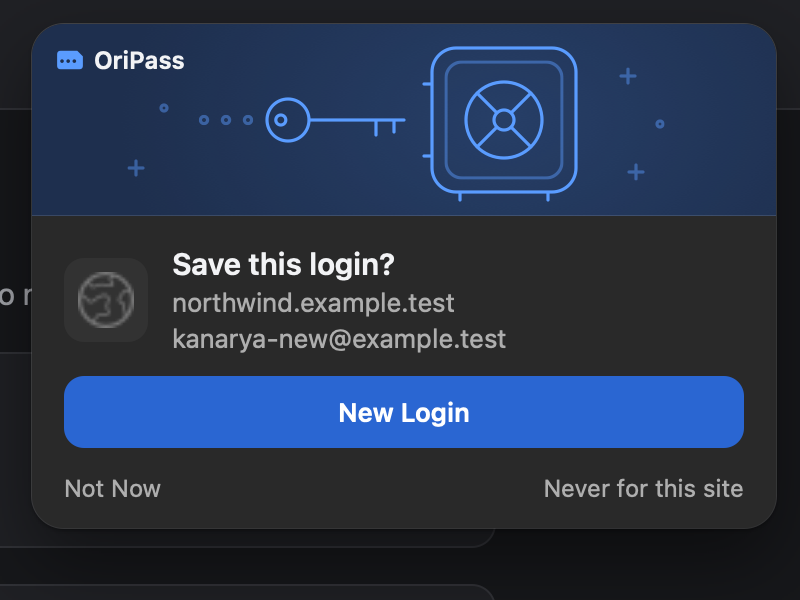 OriPass
Save this login?
northwind.example.test
kanarya-new@example.test
New Login
Not Now
Never for this site